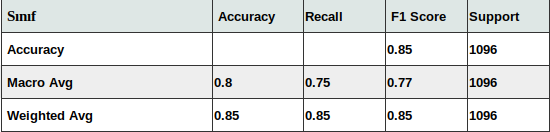 Sınıf Accuracy Recall F1 Score Support
Accuracy 0.85 1096
Macro Avg 0.8 0.75 0.77 1096
Weighted Avg 0.85 0.85 0.85 1096